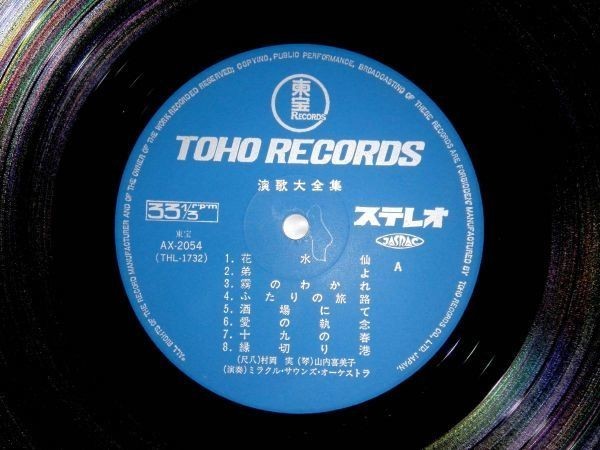 *ALL RIGHTS OF THE RECORD MANUFACTURER AND OF THE OWNER OF THE WORK RECORDED RESERVED; COPYING, PUBLIC PERFORMANCE, BROADCASTING OF THESE RECORDS ARE FORBIDDEN. MANUFACTURED BY TOHO RECORDS CO., LTD. JAPAN.
東宝
RECORDS
TOHO RECORDS
演歌大全集
33 1/3 rpm
ステレオ
東宝
AX-2054
(THL-1732)
JASRAC
A
1. 花水仙
2. 弟よ
3. 霧のわかれ
4. ふたりの旅路
5. 酒場にて
6. 愛の執念
7. 十九の春
8. 縁切り港
(尺八)村岡 実 (琴)山内喜美子
(演奏)ミラクル・サウンズ・オーケストラ